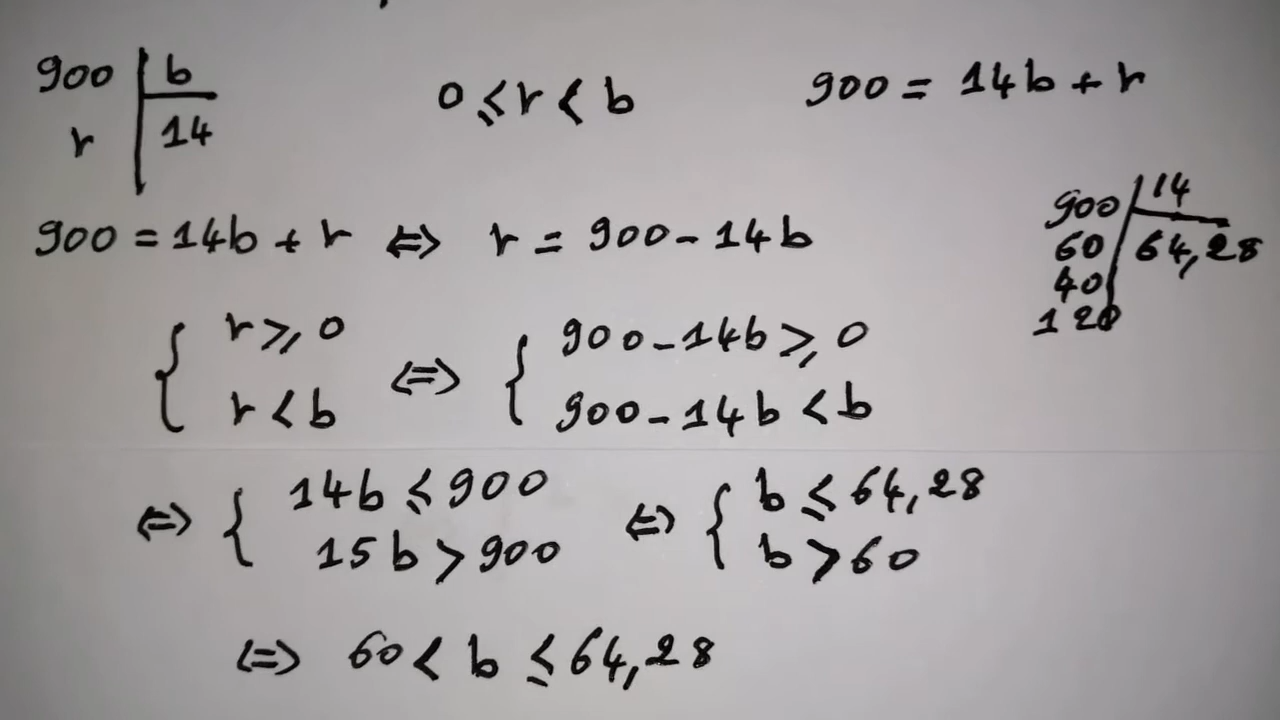 900 | b      0 ⩽ r < b      900 = 14b + r
r | 14
900 = 14b + r ⇔ r = 900 - 14b
900 | 14
60 | 64,28
40
120
{ r ⩾ 0 ⇔ { 900 - 14b ⩾ 0
r < b      900 - 14b < b
⇔ { 14b ⩽ 900 ⇔ { b ⩽ 64,28
15b > 900      b > 60
⇔ 60 < b ⩽ 64,28